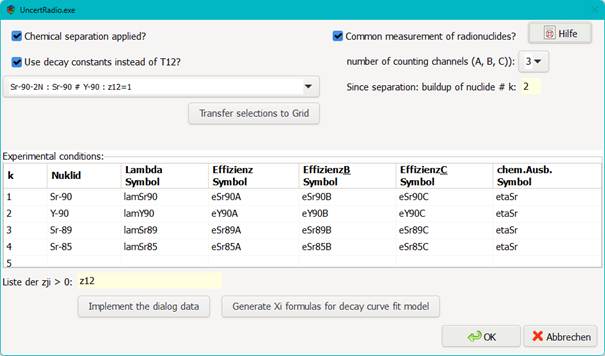 UncertRadio.exe
Chemical separation applied?
Common measurement of radionuclides?
Hilfe
Use decay constants instead of T12?
number of counting channels (A, B, C)): 3
Sr-90-2N : Sr-90 # Y-90 : z12=1
Since separation: buildup of nuclide # k: 2
Transfer selections to Grid
Experimental conditions:
k Nuklid Lambda Effizienz EffizienzB EffizienzC chem.Ausb.
Symbol Symbol Symbol Symbol Symbol
1 Sr-90 lamSr90 eSr90A eSr90B eSr90C etaSr
2 Y-90 lamY90 eY90A eY90B eY90C etaSr
3 Sr-89 lamSr89 eSr89A eSr89B eSr89C etaSr
4 Sr-85 lamSr85 eSr85A eSr85B eSr85C etaSr
5
Liste der zji > 0: z12
Implement the dialog data Generate Xi formulas for decay curve fit model
OK Abbrechen